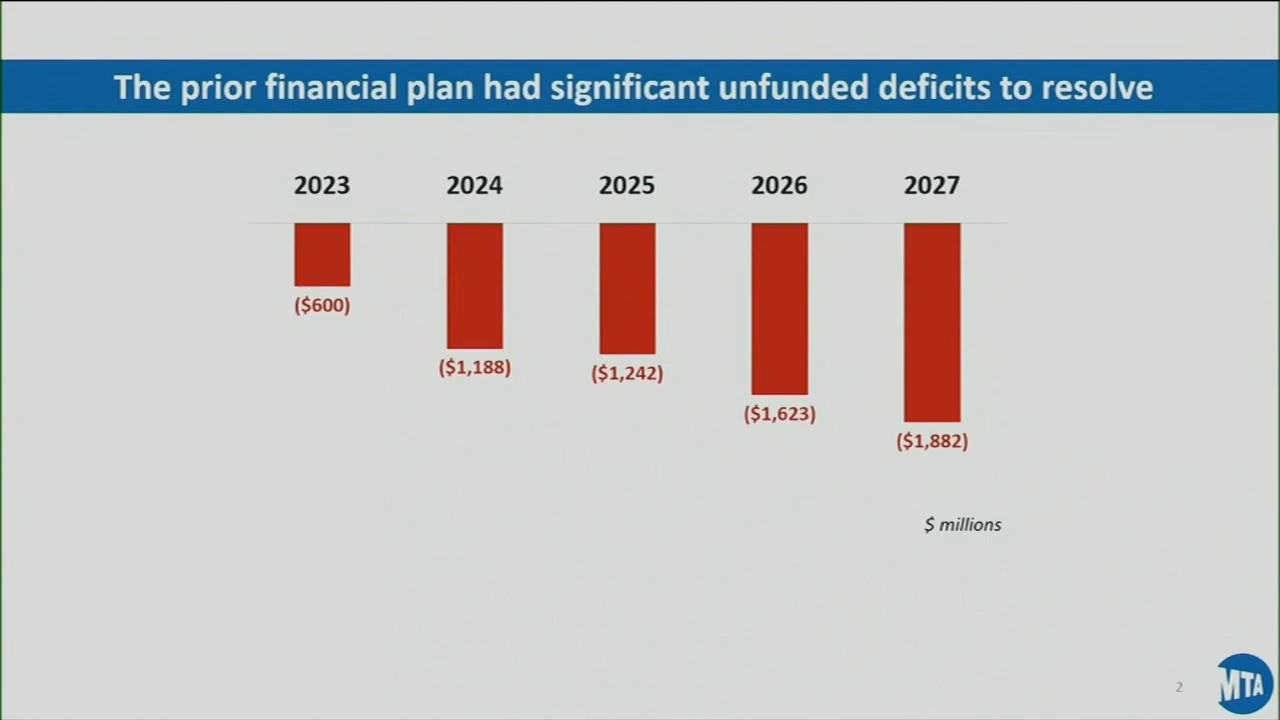 The prior financial plan had significant unfunded deficits to resolve
2023 2024 2025 2026 2027
($600)
($1,188)
($1,242)
($1,623)
($1,882)
$ millions
2
MTA